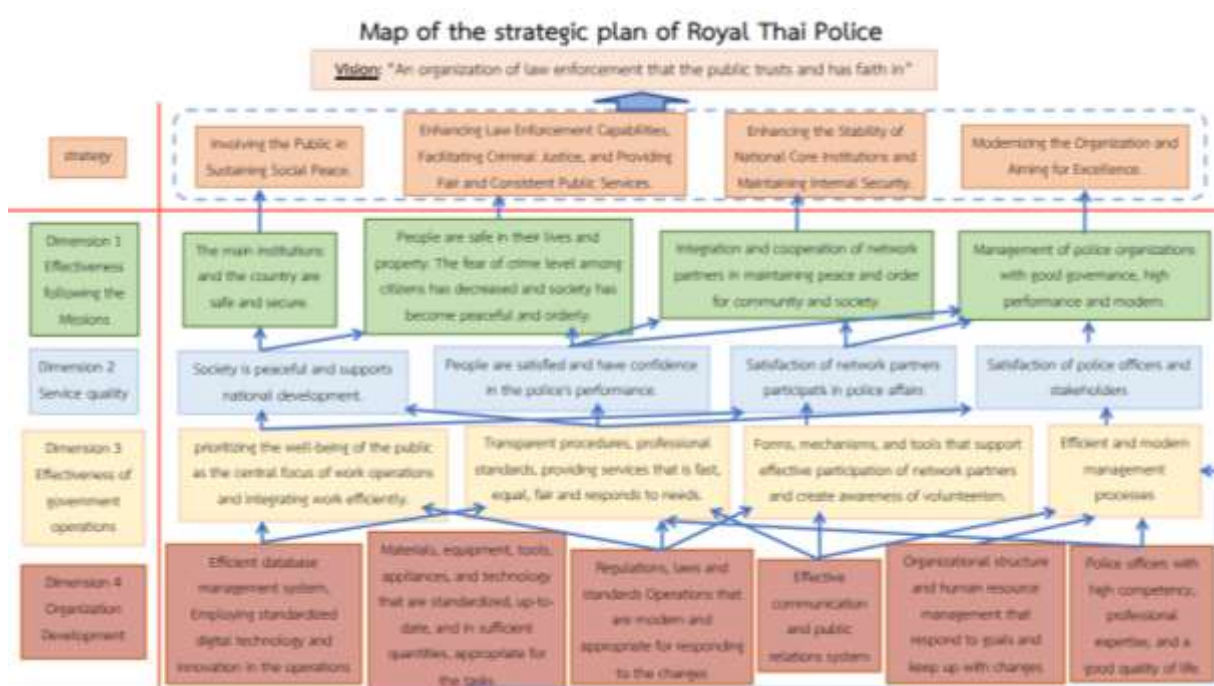 Map of the strategic plan of Royal Thai Police
Vision: "An organization of law enforcement that the public trusts and has faith in"
strategy
Involving the Public in
Sustaining Social Peace.
Enhancing Law Enforcement Capabilities,
Facilitating Criminal Justice, and Providing
Fair and Consistent Public Services.
Enhancing the Stability of
National Core Institutions and
Maintaining Internal Security.
Modernizing the Organization and
Aiming for Excellence.
Dimension 1
Effectiveness
following the
Missions
The main institutions
and the country are
safe and secure
People are safe in their lives and
property. The fear of crime level among
citizens has decreased and society has
become peaceful and orderly.
Integration and cooperation of network
partners in maintaining peace and order
for community and society
Management of police organizations
with good governance, high
performance and modern.
Dimension 2
Service quality
Society is peaceful and supports
national development.
People are satisfied and have confidence
in the police's performance.
Satisfaction of network partners
in police affairs.
Satisfaction of police officers and
stakeholders
Dimension 3
Effectiveness of
government
operations
prioritizing the well-being of the public
as the central focus of work operations
and integrating work efficiently.
Transparent procedures, professional
standards, providing services that is fast,
equal, fair and responds to needs.
Forms, mechanisms, and tools that support
effective participation of network partners
and create awareness of volunteerism.
Efficient and modern
management
processes
Dimension 4
Organization
Development
Efficient database
management system,
Employing standardized
digital technology and
innovation in the operations
Materials, equipment, tools,
appliances, and technology
that are standardized, up-to-
date, and in sufficient
quantities, appropriate for
the tasks
Regulations, laws and
standards Operations that
are modern and
appropriate for responding
to the changes
Effective
communication
and public
relations system
Organizational structure
and human resource
management that
respond to goals and
keep up with changes
Police officers with
high competency,
professional
expertise, and a
good quality of life